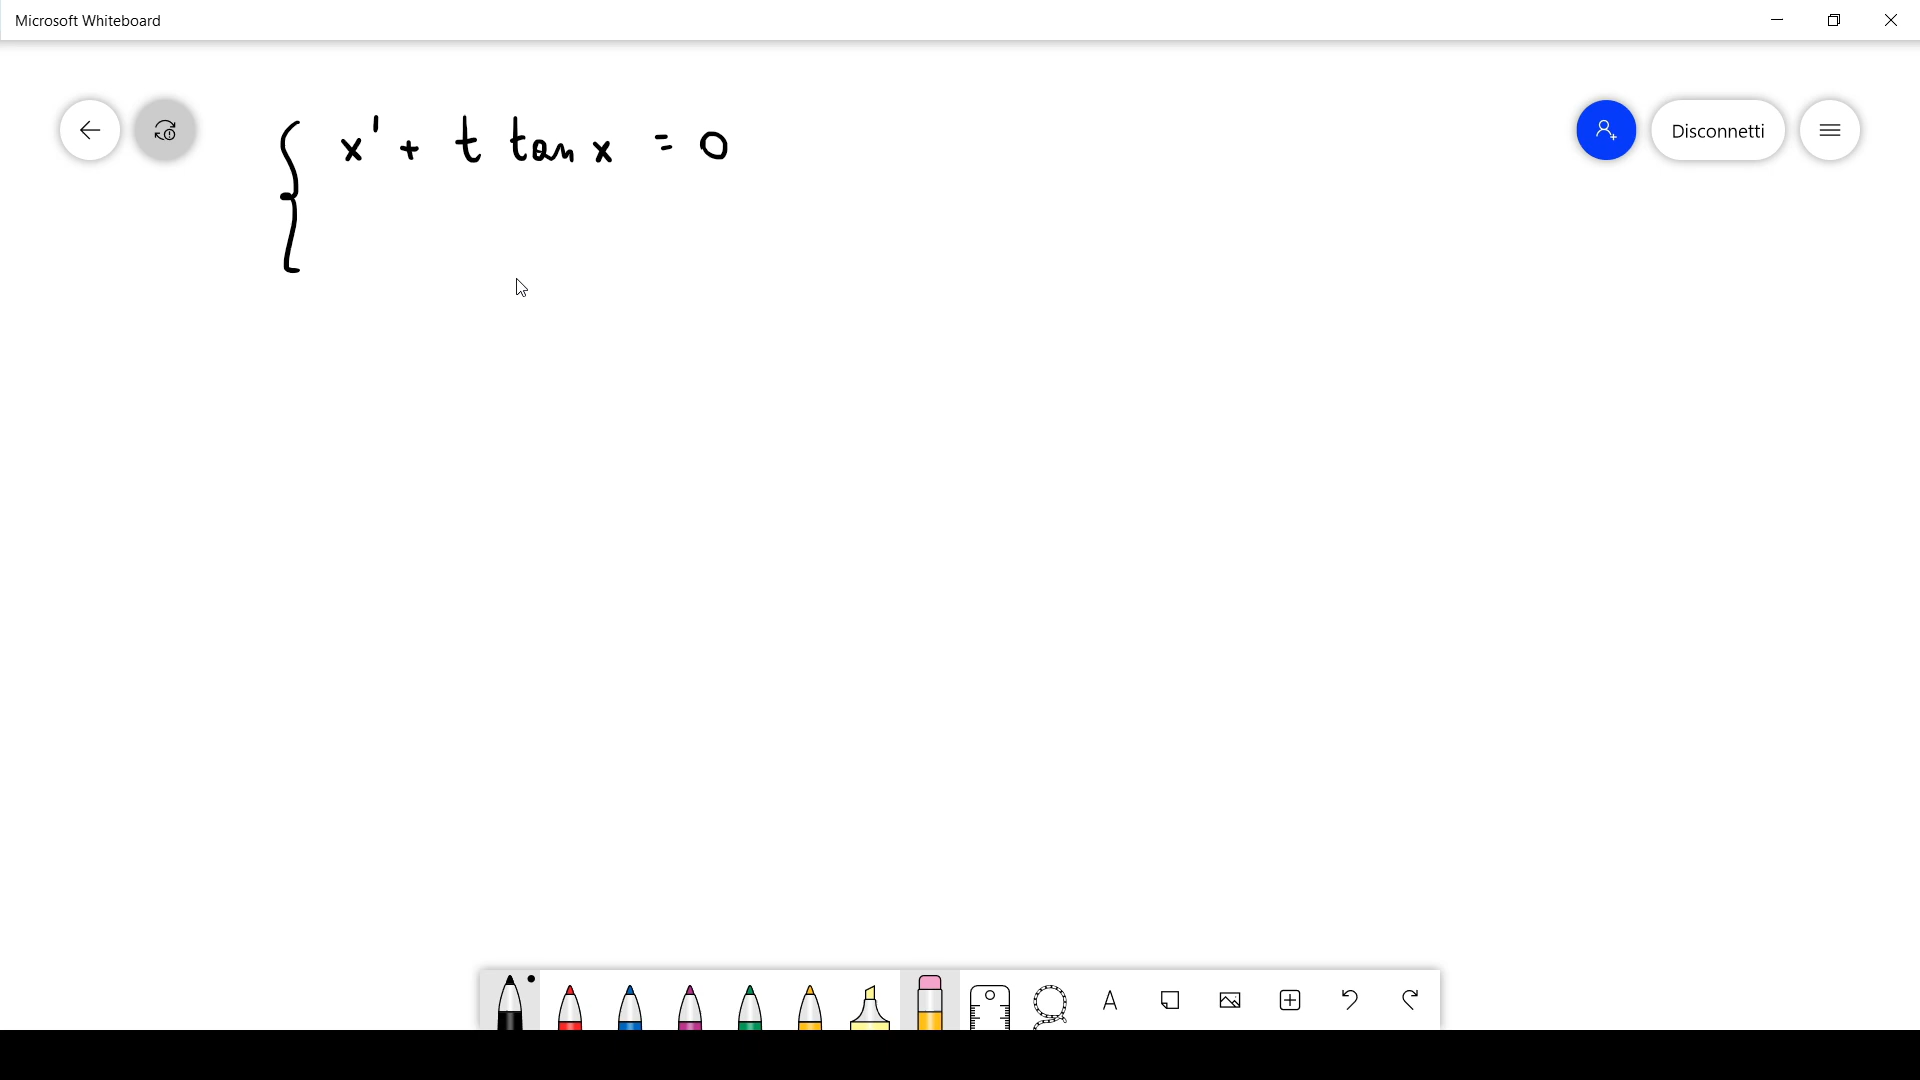 Microsoft Whiteboard
{ x' + t tan x = 0
Disconnetti
A